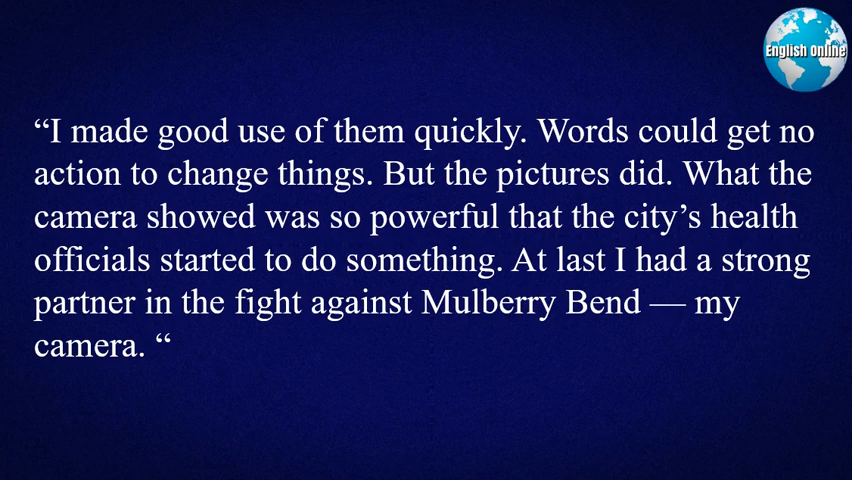 English Online
“I made good use of them quickly. Words could get no
action to change things. But the pictures did. What the
camera showed was so powerful that the city’s health
officials started to do something. At last I had a strong
partner in the fight against Mulberry Bend — my
camera. “